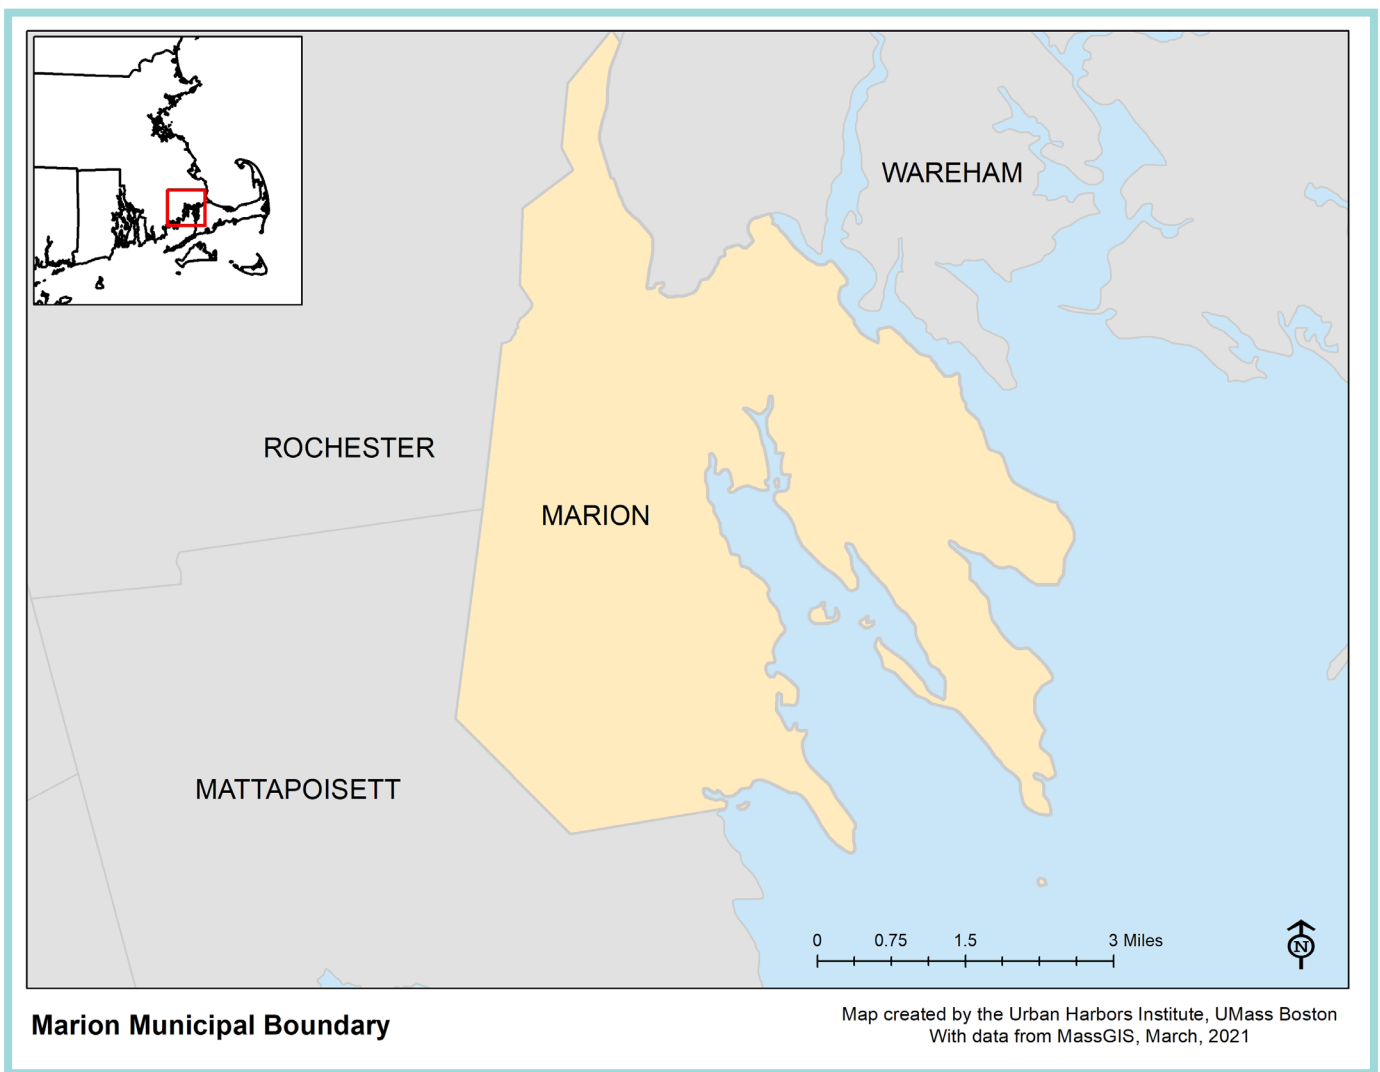 WAREHAM
ROCHESTER
MARION
MATTAPOISETT
0 0.75 1.5 3 Miles
N
Marion Municipal Boundary
Map created by the Urban Harbors Institute, UMass Boston
With data from MassGIS, March, 2021